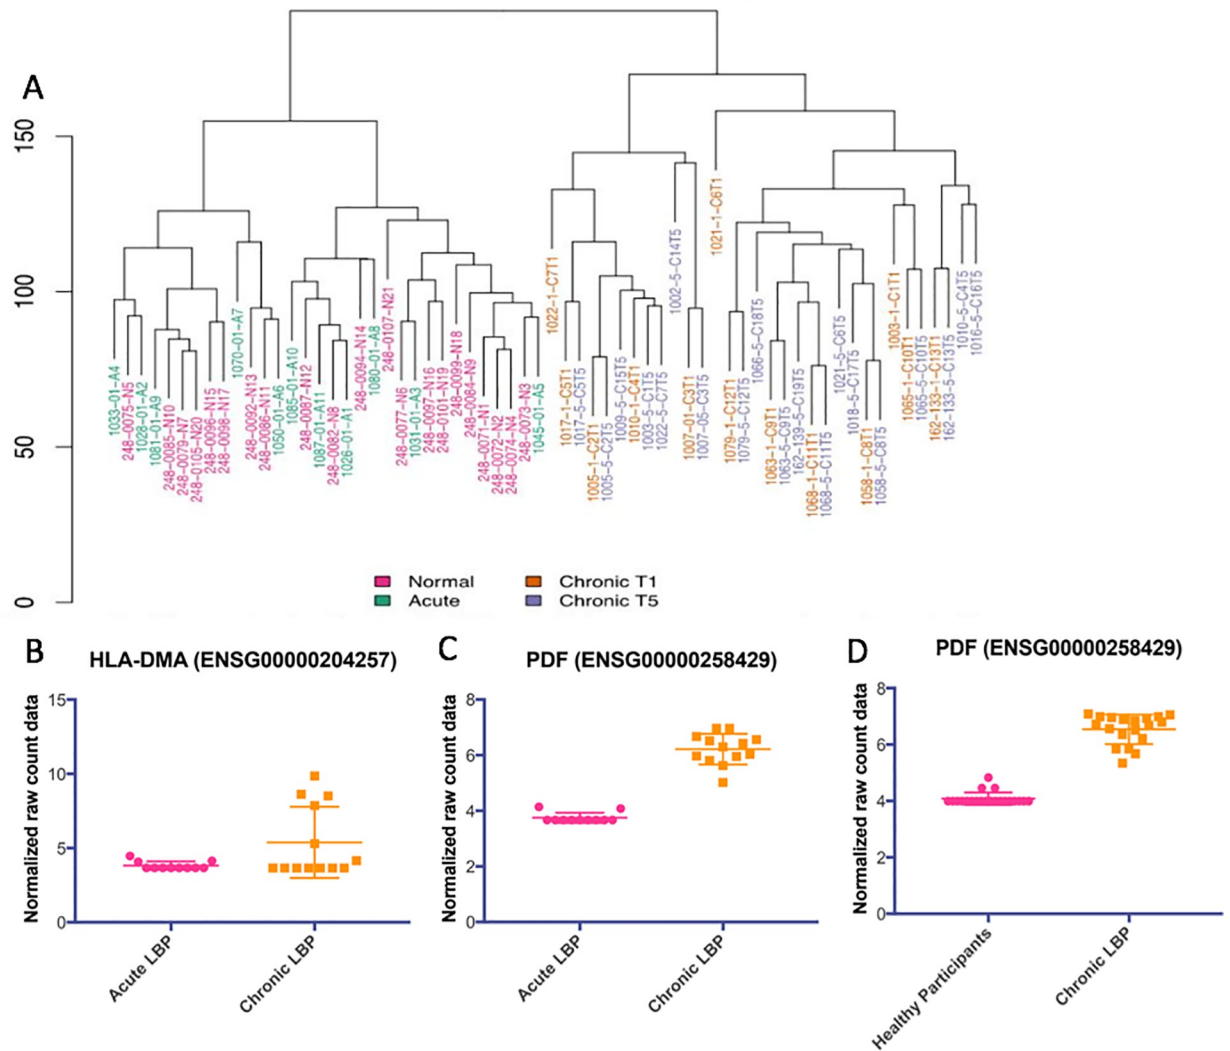 A
150
100
50
0
1033-01-A4
248-0075-N5
1028-01-A2
1081-01-A9
248-0085-N10
248-0079-N7
248-0096-N15
248-0098-N17
1070-01-A7
248-0092-N13
248-0086-N11
1050-01-A6
1085-01-A10
248-0087-N12
1087-01-A11
248-0082-N8
1026-01-A1
248-0094-N14
1080-01-A8
248-0107-N21
248-0077-N6
1031-01-A3
248-0097-N16
248-0101-N19
248-0099-N18
248-0084-N9
248-0071-N1
248-0072-N2
248-0074-N4
248-0073-N3
1045-01-A5
1022-1-C7T1
1017-1-C5T1
1017-5-C5T5
1005-1-C2T1
1005-5-C2T5
1009-5-C15T5
1010-1-C4T1
1003-5-C1T5
1022-5-C7T5
1002-5-C14T5
1007-01-C3T1
1007-05-C3T5
1021-1-C6T1
1079-1-C12T1
1079-5-C12T5
1066-5-C18T5
1063-1-C9T1
1063-5-C9T5
162-139-5-C19T5
1068-1-C11T1
1068-5-C11T5
1021-5-C6T5
1018-5-C17T5
1058-1-C8T1
1058-5-C8T5
1003-1-C1T1
1065-1-C10T1
1065-5-C10T5
162-133-1-C13T1
162-133-5-C13T5
1010-5-C4T5
1016-5-C16T5
Normal
Acute
Chronic T1
Chronic T5
B
HLA-DMA (ENSG00000204257)
Normalized raw count data
15
10
5
0
Acute LBP
Chronic LBP
C
PDF (ENSG00000258429)
Normalized raw count data
8
6
4
2
0
Acute LBP
Chronic LBP
D
PDF (ENSG00000258429)
Normalized raw count data
8
6
4
2
0
Healthy Participants
Chronic LBP